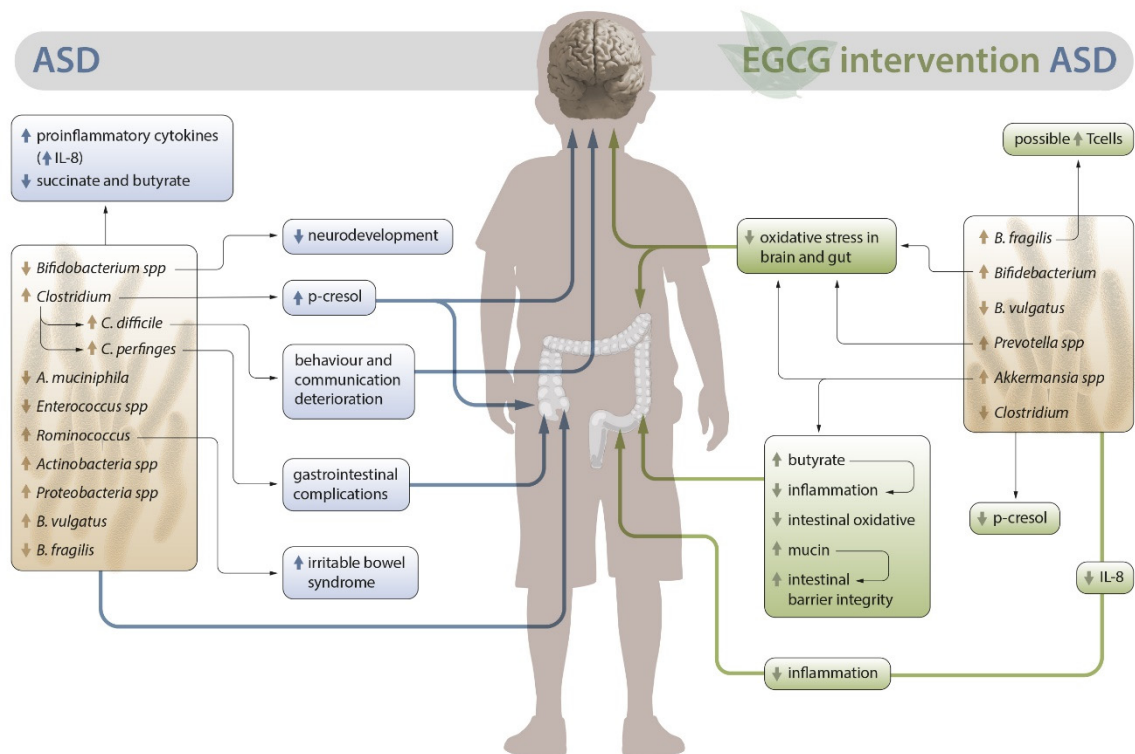 ASD
EGCG intervention ASD
↑ proinflammatory cytokines
(↑ IL-8)
↓ succinate and butyrate
↓ Bifidobacterium spp
↑ Clostridium
↑ C. difficile
↑ C. perfinges
↓ A. muciniphila
↓ Enterococcus spp
↑ Rominococcus
↑ Actinobacteria spp
↑ Proteobacteria spp
↑ B. vulgatus
↓ B. fragilis
↓ neurodevelopment
↑ p-cresol
behaviour and
communication
deterioration
gastrointestinal
complications
↑ irritable bowel
syndrome
possible ↑ Tcells
↓ oxidative stress in
brain and gut
↑ B. fragilis
↑ Bifidebacterium
↓ B. vulgatus
↑ Prevotella spp
↑ Akkermansia spp
↓ Clostridium
↑ butyrate
↓ inflammation
↓ intestinal oxidative
↑ mucin
↑ intestinal
barrier integrity
↓ p-cresol
↓ IL-8
↓ inflammation